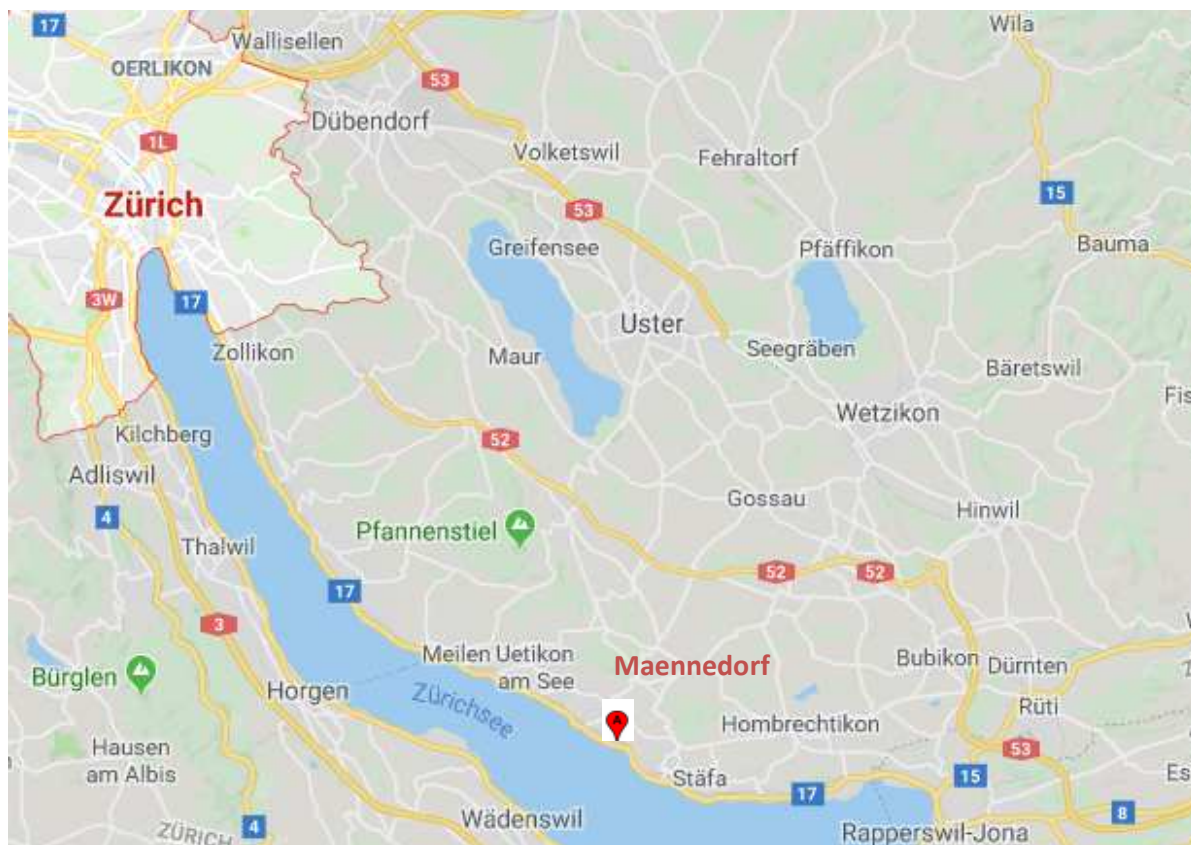 17
Wallisellen
Wila
OERLIKON
53
Dübendorf
1L
Volketswil
Fehraltorf
15
Zürich
53
Greifensee
Pfäffikon
Bauma
3W
17
Uster
Zollikon
Maur
Seegräben
Bäretswil
Fis
Wetzikon
Kilchberg
52
Adliswil
Gossau
Hinwil
4
Pfannenstiel
Thalwil
52
52
17
3
Meilen Uetikon
am See
Maennedorf
Bubikon
Dürnten
Bürglen
Horgen
Zürichsee
Rüti
A
Hombrechtikon
Hausen
am Albis
53
Stäfa
15
Es
17
Wädenswil
8
ZÜRICH
4
Rapperswil-Jona